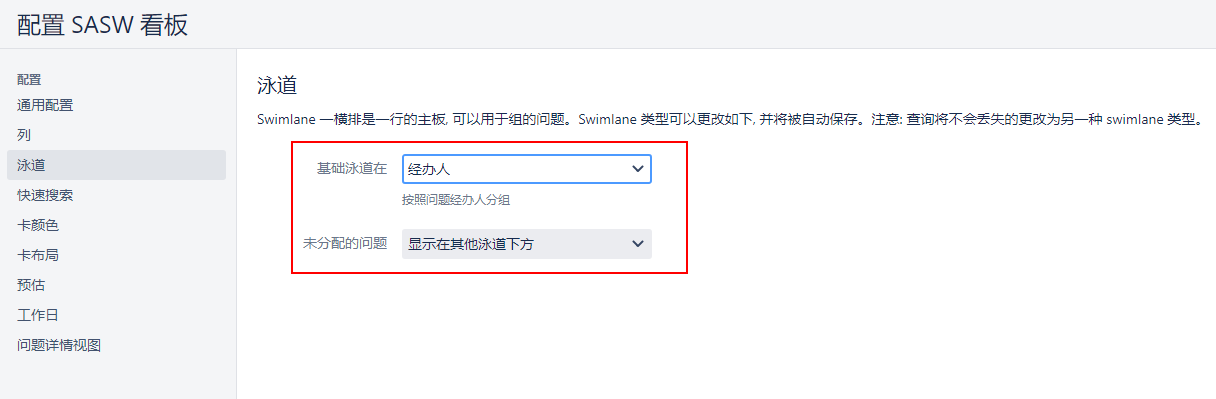 配置 SASW 看板
配置
通用配置
列
泳道
快速搜索
卡颜色
卡布局
预估
工作日
问题详情视图
泳道
Swimlane 一横排是一行的主板, 可以用于组的问题。Swimlane 类型可以更改如下, 并将被自动保存。注意: 查询将不会丢失的更改为另一种 swimlane 类型。
基础泳道在 经办人
按照问题经办人分组
未分配的问题 显示在其他泳道下方